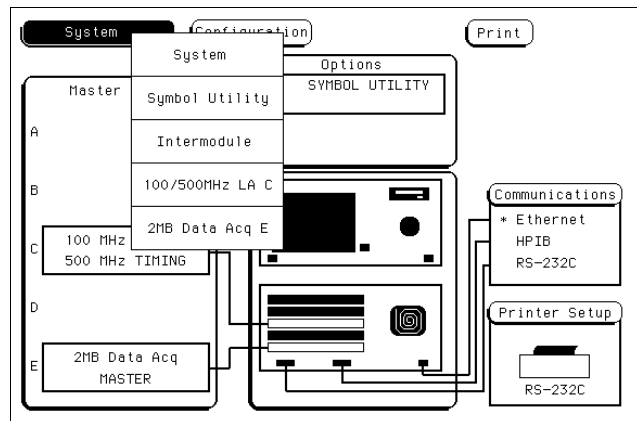 System
Configuration
Print
System
Symbol Utility
Intermodule
100/500MHz LA C
2MB Data Acq E
Options
SYMBOL UTILITY
Master
A
B
C
D
E
100 MHz
500 MHz TIMING
2MB Data Acq
MASTER
Communications
* Ethernet
HPIB
RS-232C
Printer Setup
RS-232C